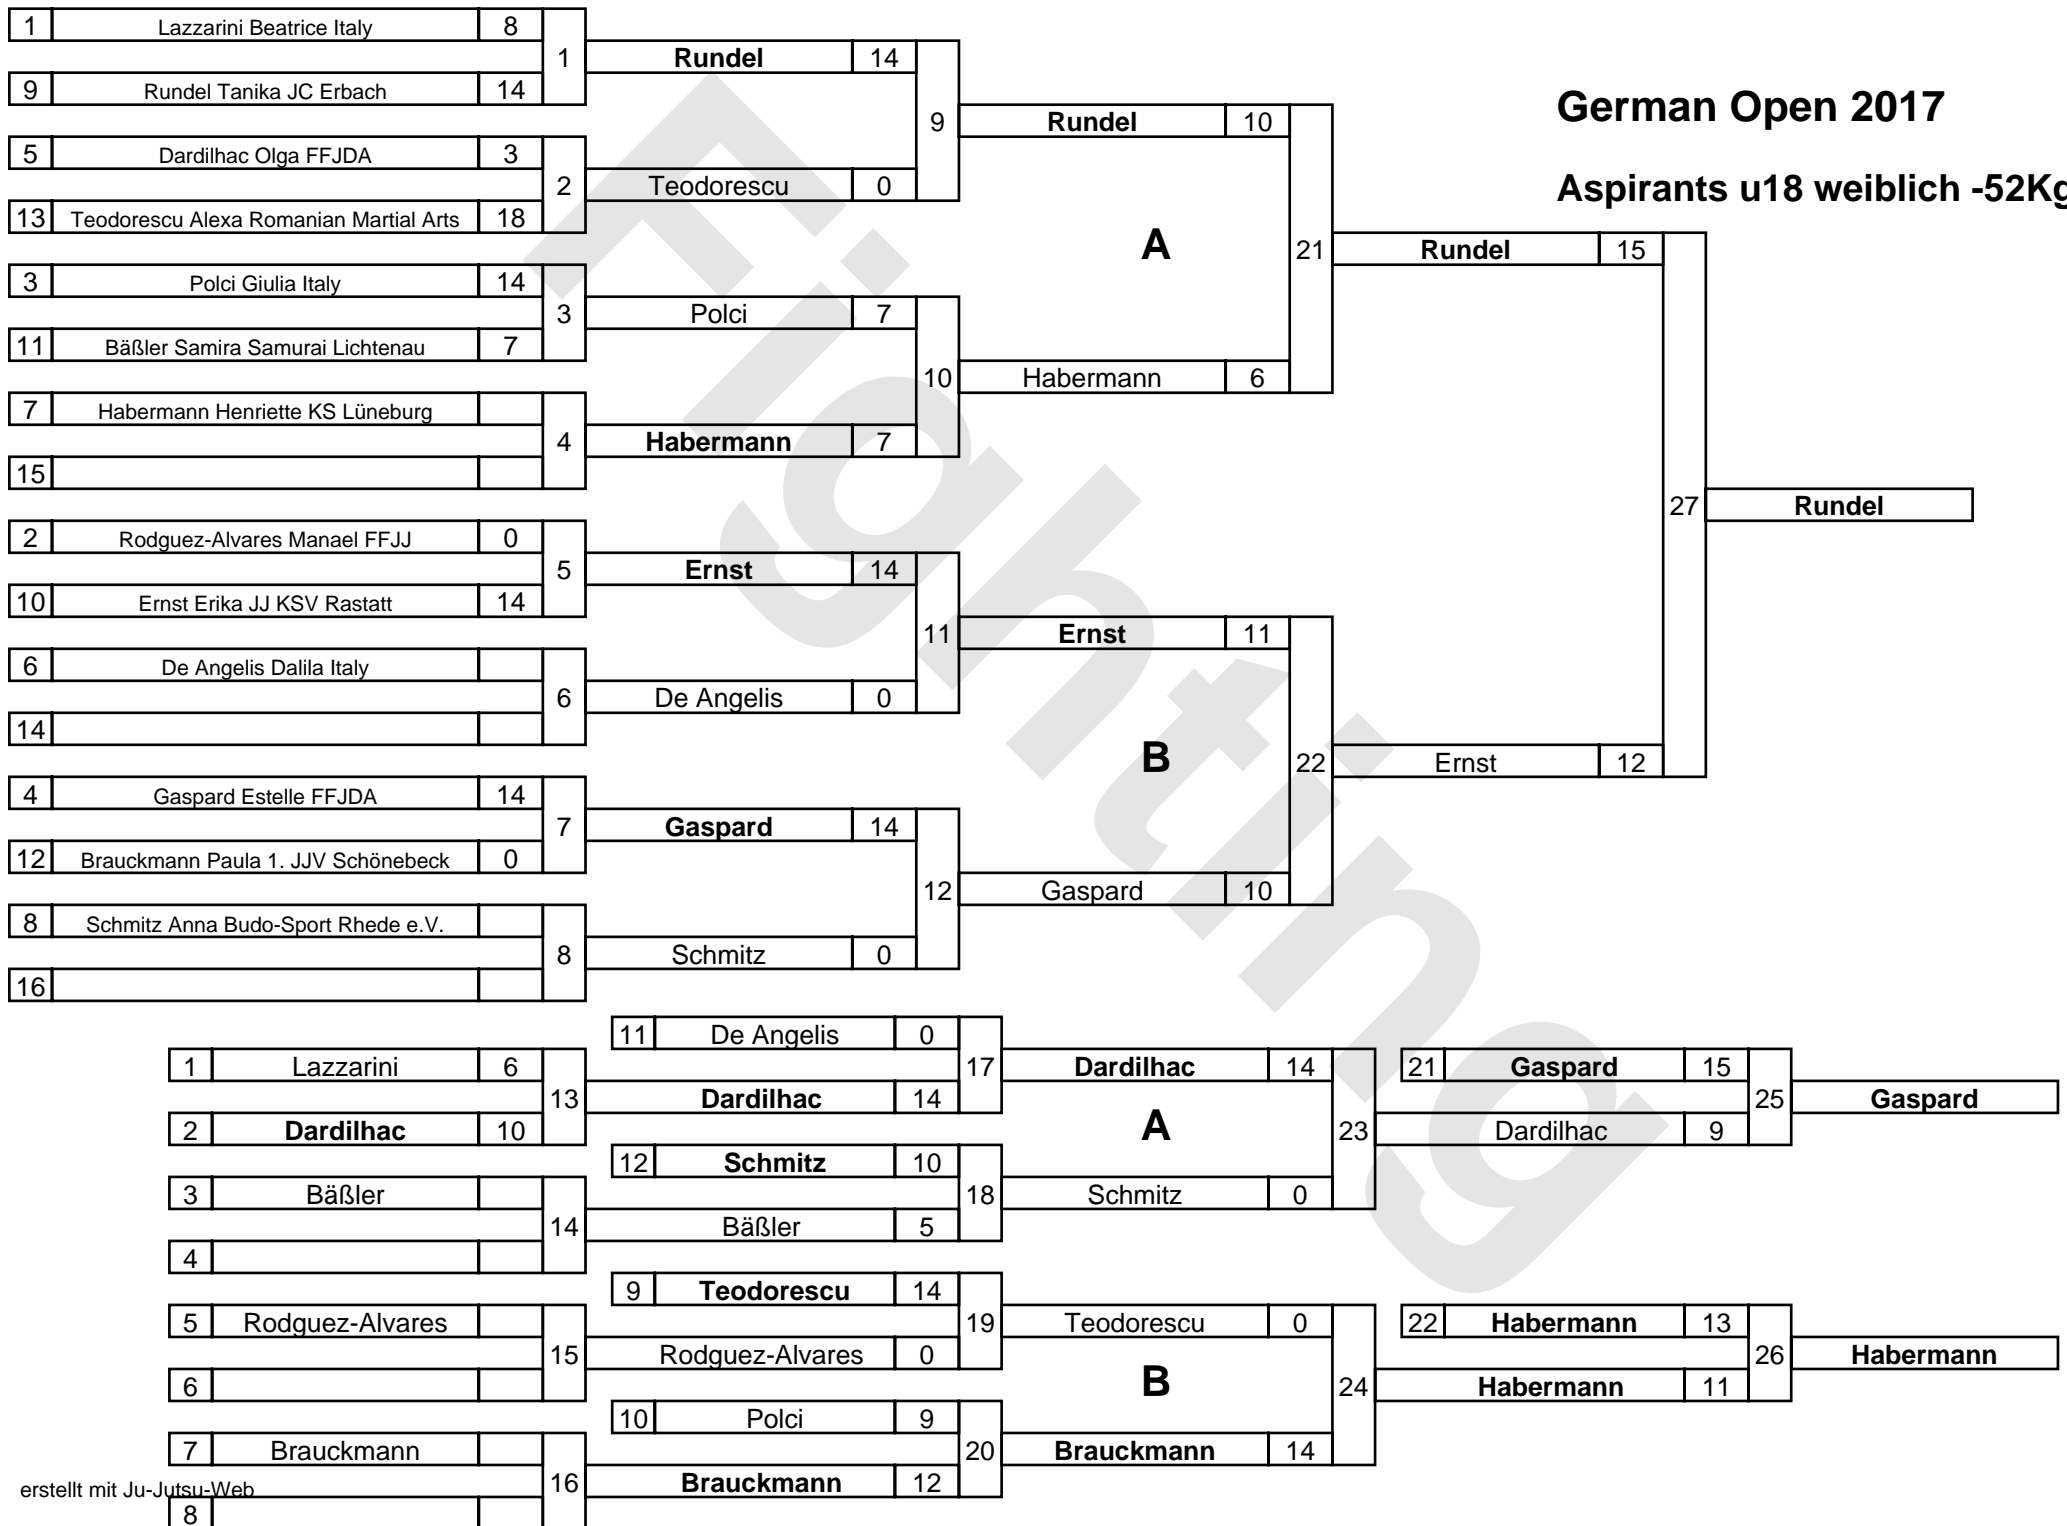 German Open 2017
Aspirants u18 weiblich -52Kg
Fighting
1 Lazzarini Beatrice Italy 8
9 Rundel Tanika JC Erbach 14
1
5 Dardilhac Olga FFJDA 3
13 Teodorescu Alexa Romanian Martial Arts 18
2
3 Polci Giulia Italy 14
11 Bäßler Samira Samurai Lichtenau 7
3
7 Habermann Henriette KS Lüneburg
15
4
2 Rodguez-Alvares Manael FFJJ 0
10 Ernst Erika JJ KSV Rastatt 14
5
6 De Angelis Dalila Italy
14
6
4 Gaspard Estelle FFJDA 14
12 Brauckmann Paula 1. JJV Schönebeck 0
7
8 Schmitz Anna Budo-Sport Rhede e.V.
16
8
Rundel 14
Teodorescu 0
9
Polci 7
Habermann 7
10
Ernst 14
De Angelis 0
11
Gaspard 14
Schmitz 0
12
Rundel 10
A
Habermann 6
21
Ernst 11
B
Gaspard 10
22
Rundel 15
Ernst 12
27
Rundel
1 Lazzarini 6
2 Dardilhac 10
13
3 Bäßler
4
14
5 Rodguez-Alvares
6
15
7 Brauckmann
8
16
11 De Angelis 0
Dardilhac 14
17
12 Schmitz 10
Bäßler 5
18
9 Teodorescu 14
Rodguez-Alvares 0
19
10 Polci 9
Brauckmann 12
20
Dardilhac 14
A
Schmitz 0
23
Teodorescu 0
B
Brauckmann 14
24
21 Gaspard 15
Dardilhac 9
25
Gaspard
22 Habermann 13
Habermann 11
26
Habermann
erstellt mit Ju-Jutsu-Web